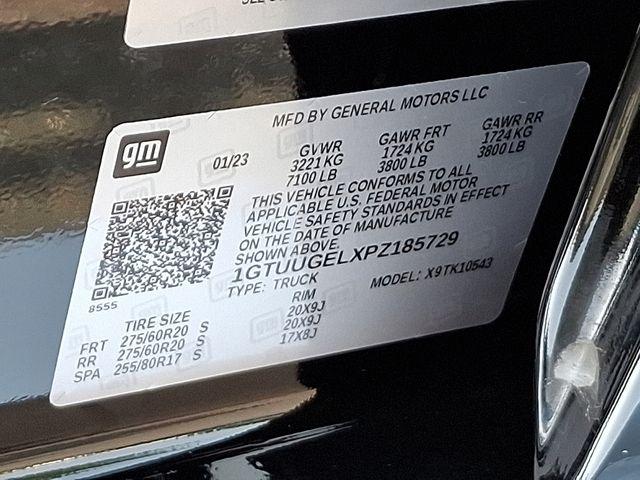 MFD BY GENERAL MOTORS LLC
gm
01/23
GVWR
3221 KG
7100 LB
GAWR FRT
1724 KG
3800 LB
GAWR RR
1724 KG
3800 LB
THIS VEHICLE CONFORMS TO ALL
APPLICABLE U.S. FEDERAL MOTOR
VEHICLE SAFETY STANDARDS IN EFFECT
ON THE DATE OF MANUFACTURE
SHOWN ABOVE.
1GTUUGELXPZ185729
TYPE: TRUCK
MODEL: X9TK10543
8555
TIRE SIZE
RIM
FRT 275/60R20 S 20X9J
RR 275/60R20 S 20X9J
SPA 255/80R17 S 17X8J